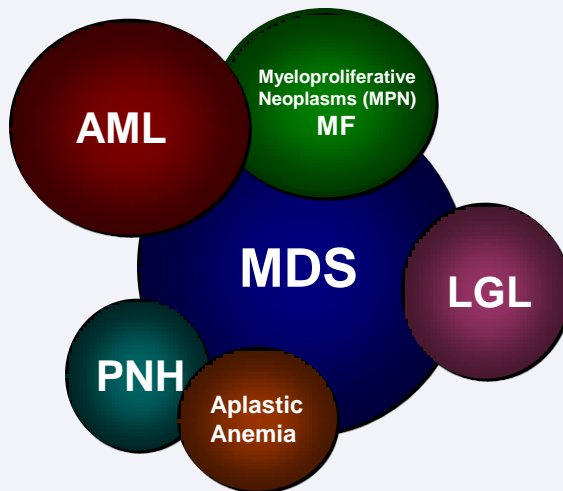 Myeloproliferative
Neoplasms (MPN)
MF
AML
MDS
LGL
PNH
Aplastic
Anemia